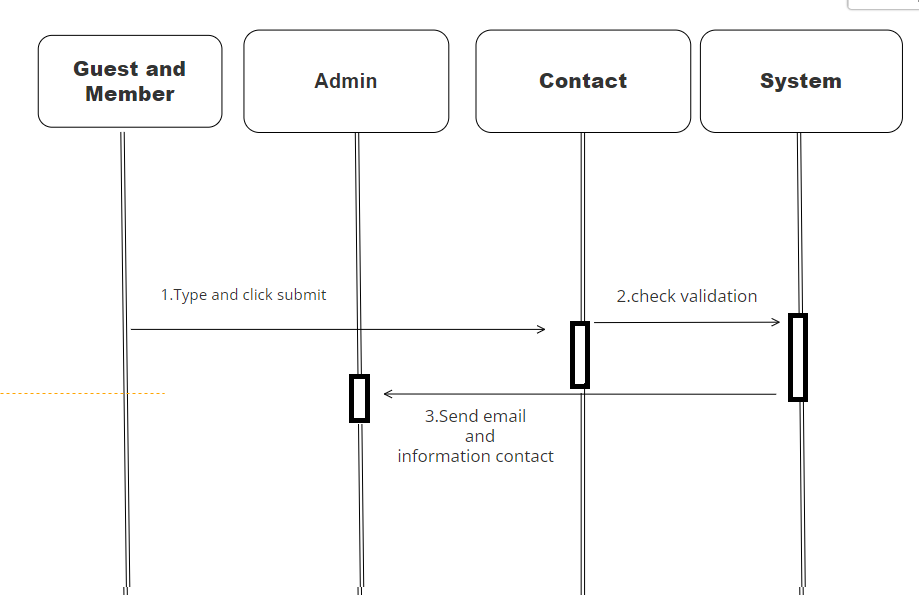 Guest and
Member
Admin
Contact
System
1.Type and click submit
2.check validation
3.Send email
and
information contact